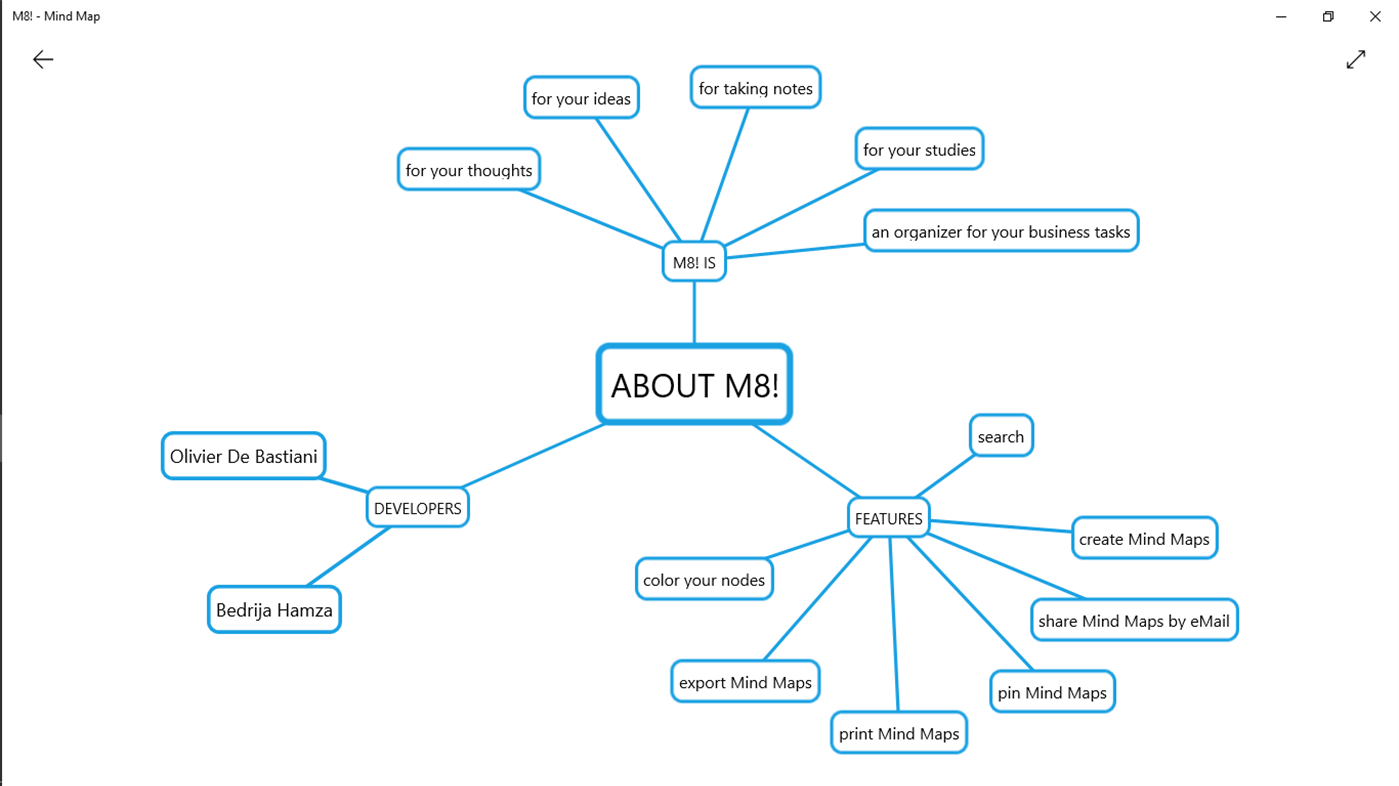 M8! - Mind Map
for your ideas
for taking notes
for your thoughts
for your studies
an organizer for your business tasks
M8! IS
ABOUT M8!
Olivier De Bastiani
DEVELOPERS
Bedrija Hamza
search
FEATURES
create Mind Maps
color your nodes
share Mind Maps by eMail
export Mind Maps
pin Mind Maps
print Mind Maps